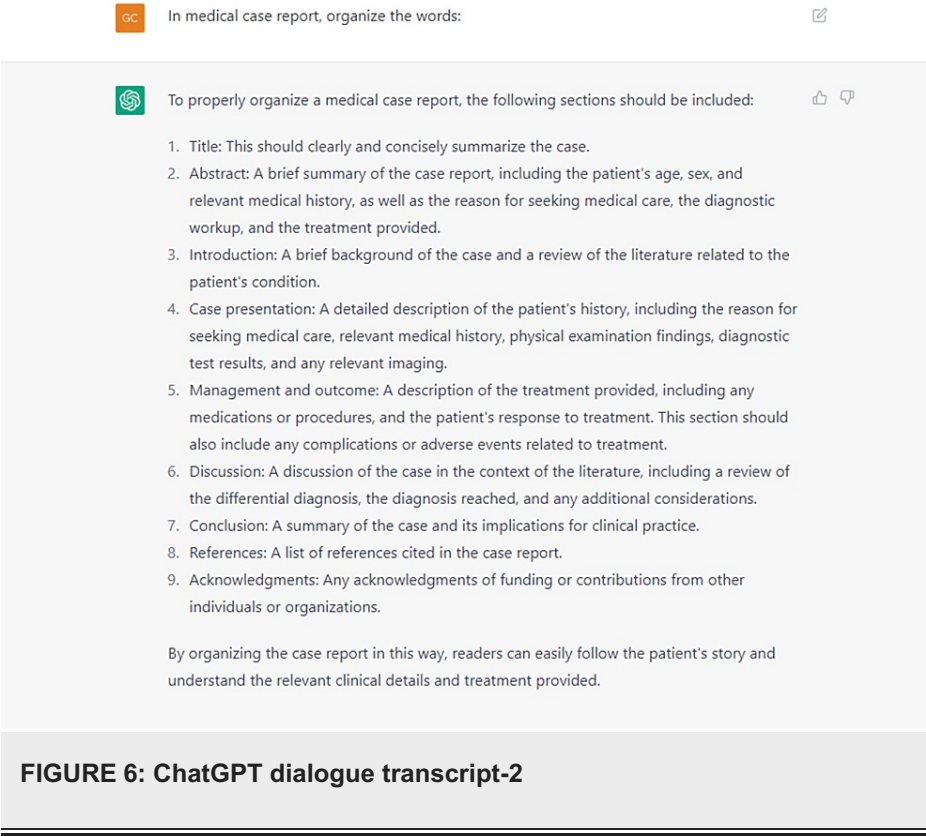 GC
In medical case report, organize the words:
To properly organize a medical case report, the following sections should be included:
1. Title: This should clearly and concisely summarize the case.
2. Abstract: A brief summary of the case report, including the patient's age, sex, and
relevant medical history, as well as the reason for seeking medical care, the diagnostic
workup, and the treatment provided.
3. Introduction: A brief background of the case and a review of the literature related to the
patient's condition.
4. Case presentation: A detailed description of the patient's history, including the reason for
seeking medical care, relevant medical history, physical examination findings, diagnostic
test results, and any relevant imaging.
5. Management and outcome: A description of the treatment provided, including any
medications or procedures, and the patient's response to treatment. This section should
also include any complications or adverse events related to treatment.
6. Discussion: A discussion of the case in the context of the literature, including a review of
the differential diagnosis, the diagnosis reached, and any additional considerations.
7. Conclusion: A summary of the case and its implications for clinical practice.
8. References: A list of references cited in the case report.
9. Acknowledgments: Any acknowledgments of funding or contributions from other
individuals or organizations.
By organizing the case report in this way, readers can easily follow the patient's story and
understand the relevant clinical details and treatment provided.
FIGURE 6: ChatGPT dialogue transcript-2